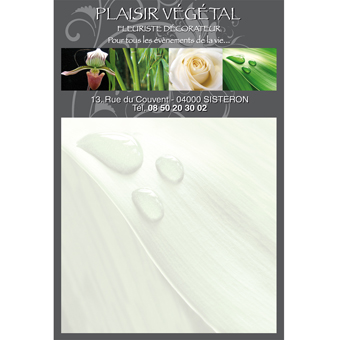 PLAISIR VÉGÉTAL
FLEURISTE DÉCORATEUR
Pour tous les évènements de la vie...
13, Rue du Couvent - 04000 SISTERON
Tél. 08 50 20 30 02